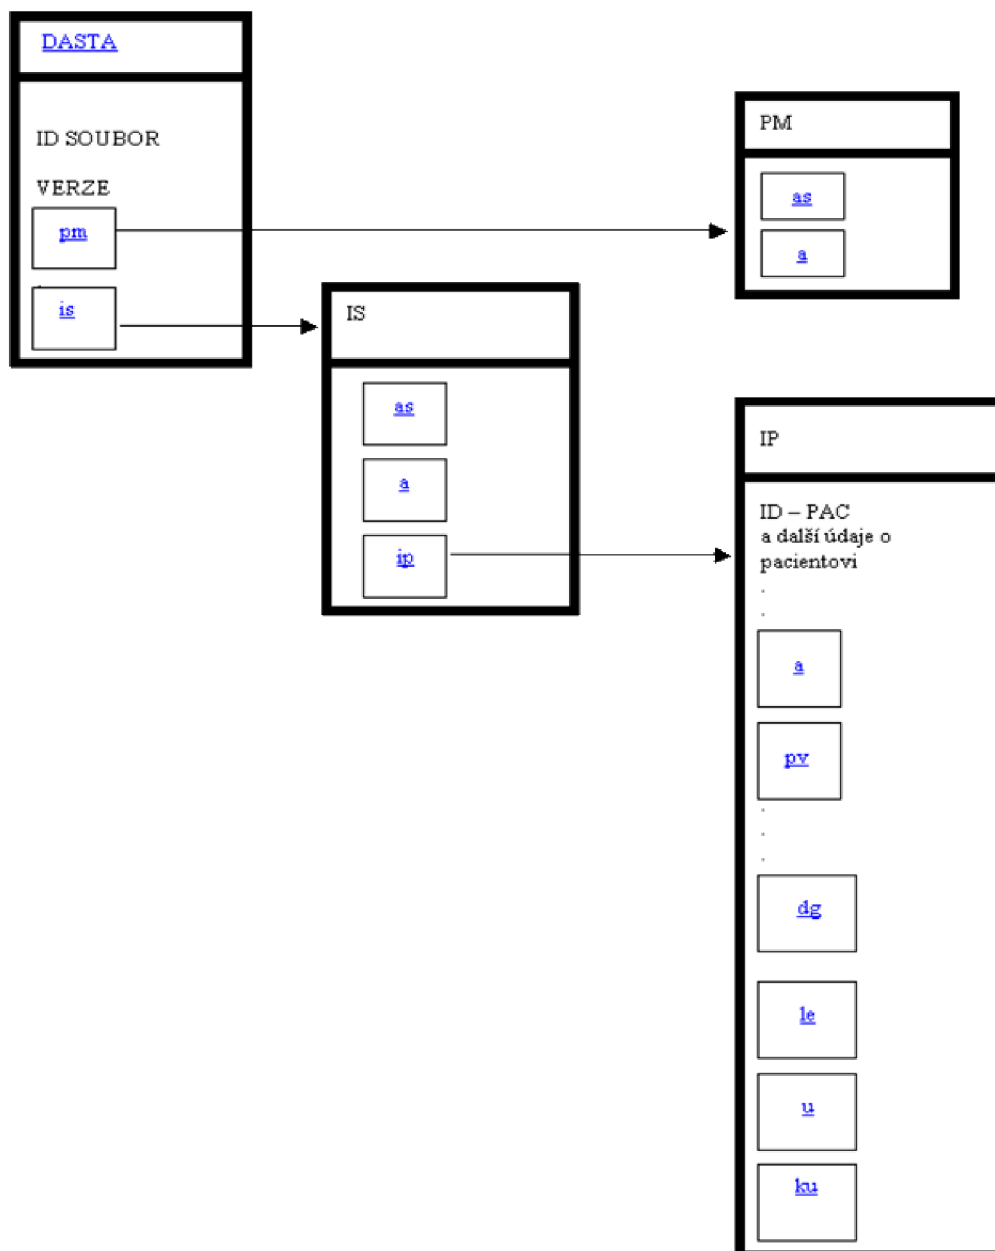 DASTA
ID SOUBOR
VERZE
pm
is
PM
as
a
IS
as
a
ip
IP
ID – PAC
a další údaje o
pacientovi
.
.
a
pv
.
.
.
dg
le
u
ku